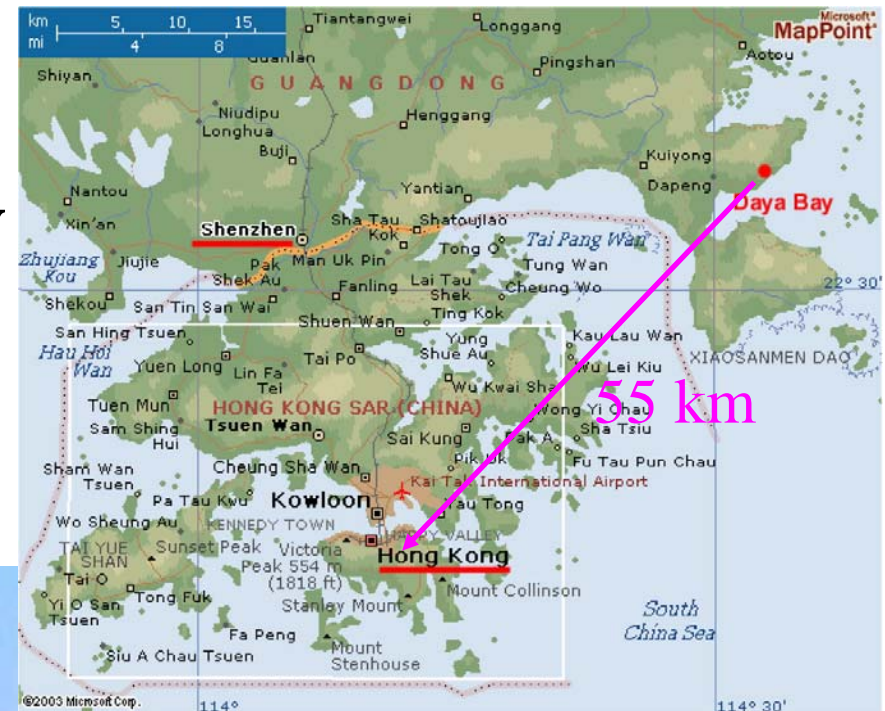 km 5 10 15
mi 4 8
Microsoft
MapPoint
Tiantangwei
Longgang
Aotou
Shiyan
Guanlan
Pingshan
GUANGDONG
Niudipu
Longhua
Henggang
Buji
Kuiyong
Nantou
Yantian
Dapeng
Daya Bay
Xin'an
Shenzhen
Sha Tau Kok
Shatoujiao
Zhujiang Kou
Jiujie
Pak
Man Uk Pin
Tong O
Tai Pang Wan
Tung Wan
Shek Au
Fanling
Lai Tau Shek
Cheung Wo
22°30'
Shekou
San Tin
San Wai
Ting Kok
San Hing Tsuen
Shuen Wan
Yung Shue Au
Kau Lau Wan
Hau Hoi Wan
Yuen Long
Lin Fa Tei
Tai Po
Wu Lei Kiu
XIAOSANMEN DAO
Wu Kwai Sha
55 km
Tuen Mun
HONG KONG SAR (CHINA)
Wong Yi Chau
Sam Shing Hui
Tsuen Wan
Sai Kung
Pak A
Sha Tsiu
Sham Wan Tsuen
Cheung Sha Wan
Pik Uk
Fu Tau Pun Chau
Kai Tak International Airport
Pa Tau Kwu
Kowloon
Yau Tong
Wo Sheung Au
KENNEDY TOWN
HAPPY VALLEY
TAI YUE SHAN
Sunset Peak
Victoria Peak 554 m
(1818 ft)
Hong Kong
Tai O
Tong Fuk
Mount Collinson
Yi O San Tsuen
Stanley Mount
South China Sea
Fa Peng
Siu A Chau Tsuen
Mount Stenhouse
©2003 Microsoft Corp.
114°
114°30'